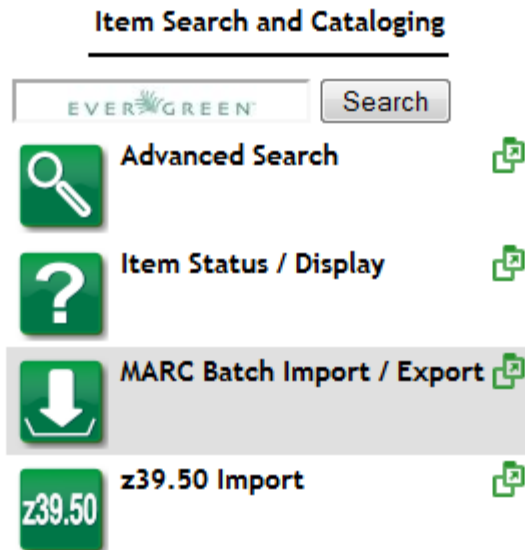 Item Search and Cataloging
EVERGREEN Search
Advanced Search
?
Item Status / Display
MARC Batch Import / Export
z39.50 z39.50 Import